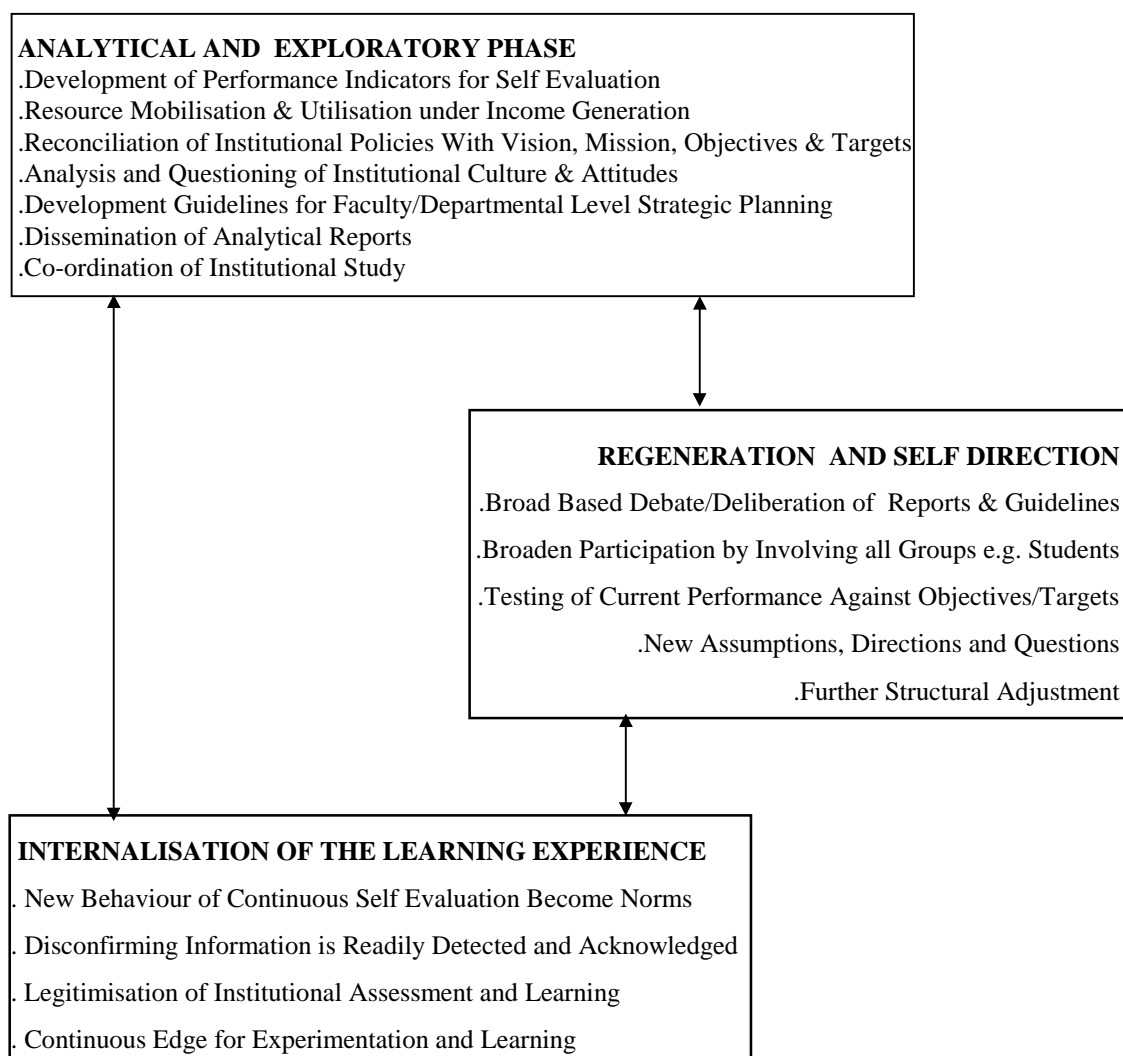 ANALYTICAL AND EXPLORATORY PHASE
.Development of Performance Indicators for Self Evaluation
.Resource Mobilisation & Utilisation under Income Generation
.Reconciliation of Institutional Policies With Vision, Mission, Objectives & Targets
.Analysis and Questioning of Institutional Culture & Attitudes
.Development Guidelines for Faculty/Departmental Level Strategic Planning
.Dissemination of Analytical Reports
.Co-ordination of Institutional Study
REGENERATION AND SELF DIRECTION
.Broad Based Debate/Deliberation of Reports & Guidelines
.Broaden Participation by Involving all Groups e.g. Students
.Testing of Current Performance Against Objectives/Targets
.New Assumptions, Directions and Questions
.Further Structural Adjustment
INTERNALISATION OF THE LEARNING EXPERIENCE
. New Behaviour of Continuous Self Evaluation Become Norms
. Disconfirming Information is Readily Detected and Acknowledged
. Legitimisation of Institutional Assessment and Learning
. Continuous Edge for Experimentation and Learning